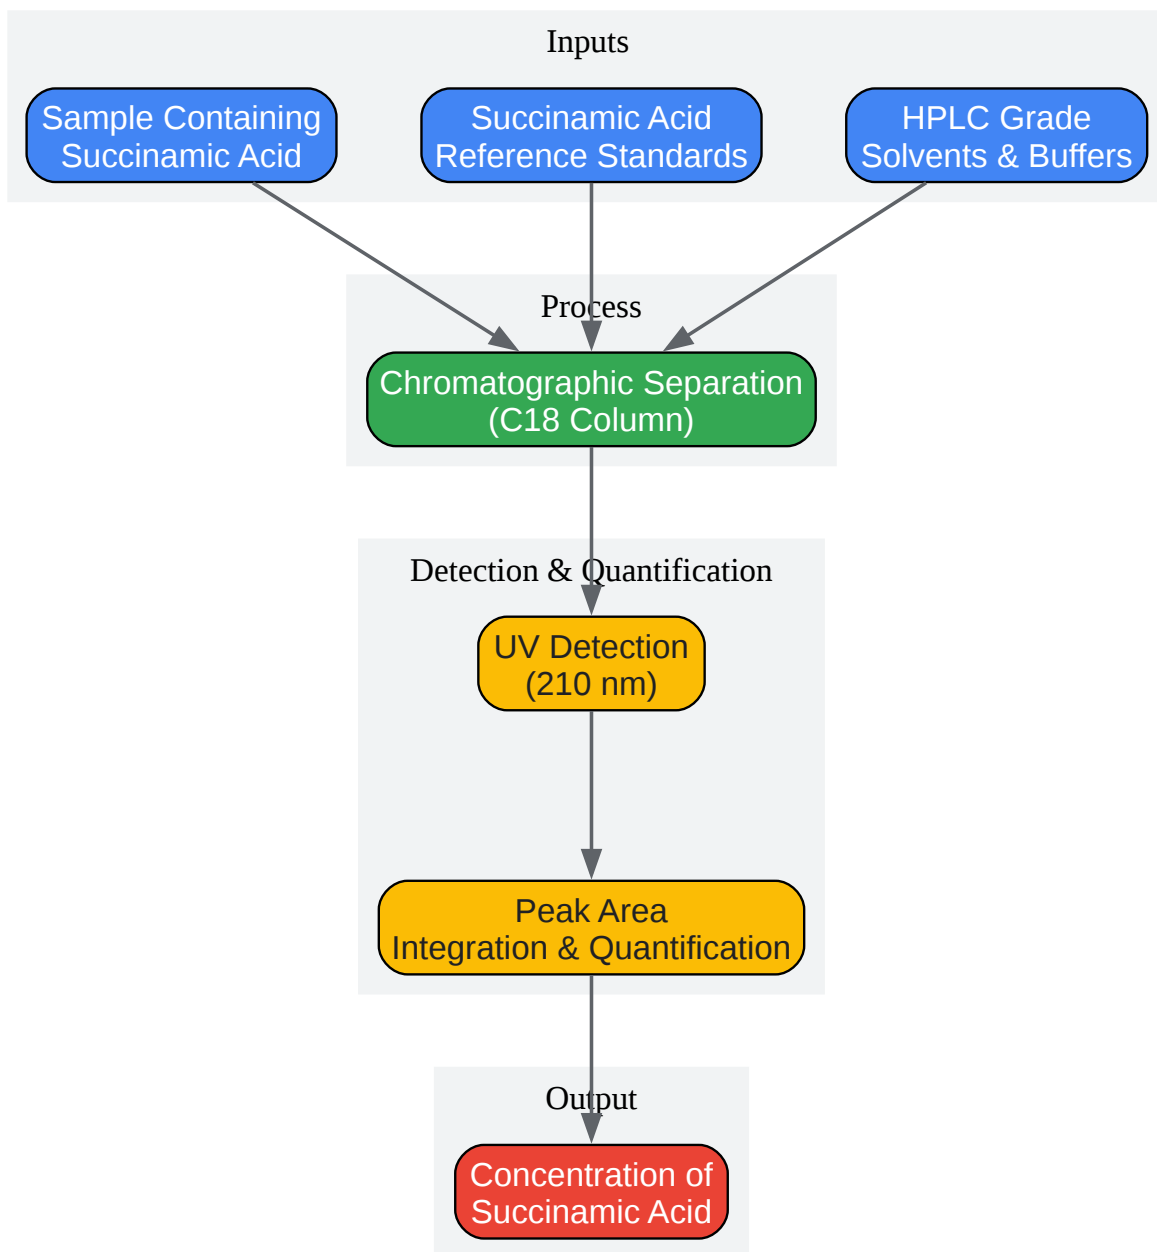 Inputs
Sample Containing
Succinamic Acid
Succinamic Acid
Reference Standards
HPLC Grade
Solvents & Buffers
Process
Chromatographic Separation
(C18 Column)
Detection & Quantification
UV Detection
(210 nm)
Peak Area
Integration & Quantification
Output
Concentration of
Succinamic Acid